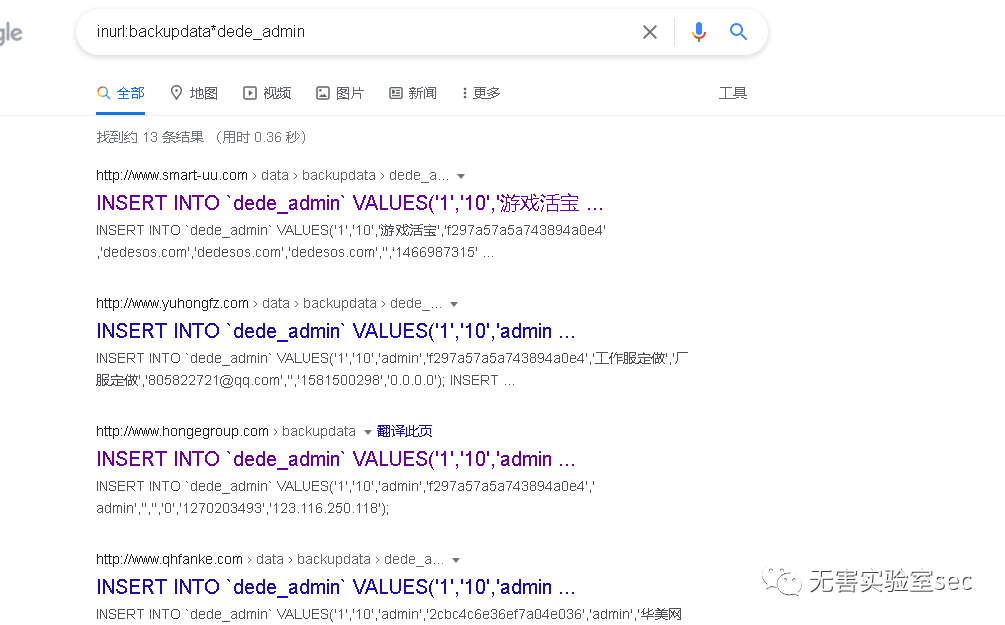 gle
inurl:backupdata*dede_admin
全部 地图 视频 图片 新闻 更多 工具
找到约 13 条结果 （用时 0.36 秒）
http://www.smart-uu.com › data › backupdata › dede_a...
INSERT INTO `dede_admin` VALUES('1','10','游戏活宝 ...
INSERT INTO `dede_admin` VALUES('1','10','游戏活宝','f297a57a5a743894a0e4'
,'dedesos.com','dedesos.com','dedesos.com','','1466987315' ...
http://www.yuhongfz.com › data › backupdata › dede_...
INSERT INTO `dede_admin` VALUES('1','10','admin ...
INSERT INTO `dede_admin` VALUES('1','10','admin','f297a57a5a743894a0e4','工作服定做','厂
服定做','805822721@qq.com','','1581500298','0.0.0.0'); INSERT ...
http://www.hongegroup.com › backupdata 翻译此页
INSERT INTO `dede_admin` VALUES('1','10','admin ...
INSERT INTO `dede_admin` VALUES('1','10','admin','f297a57a5a743894a0e4','
admin','','','0','1270203493','123.116.250.118');
http://www.qhfanke.com › data › backupdata › dede_a...
INSERT INTO `dede_admin` VALUES('1','10','admin ...
INSERT INTO `dede_admin` VALUES('1','10','admin','2cbc4c6e36ef7a04e036','admin','华美网
无害实验室sec